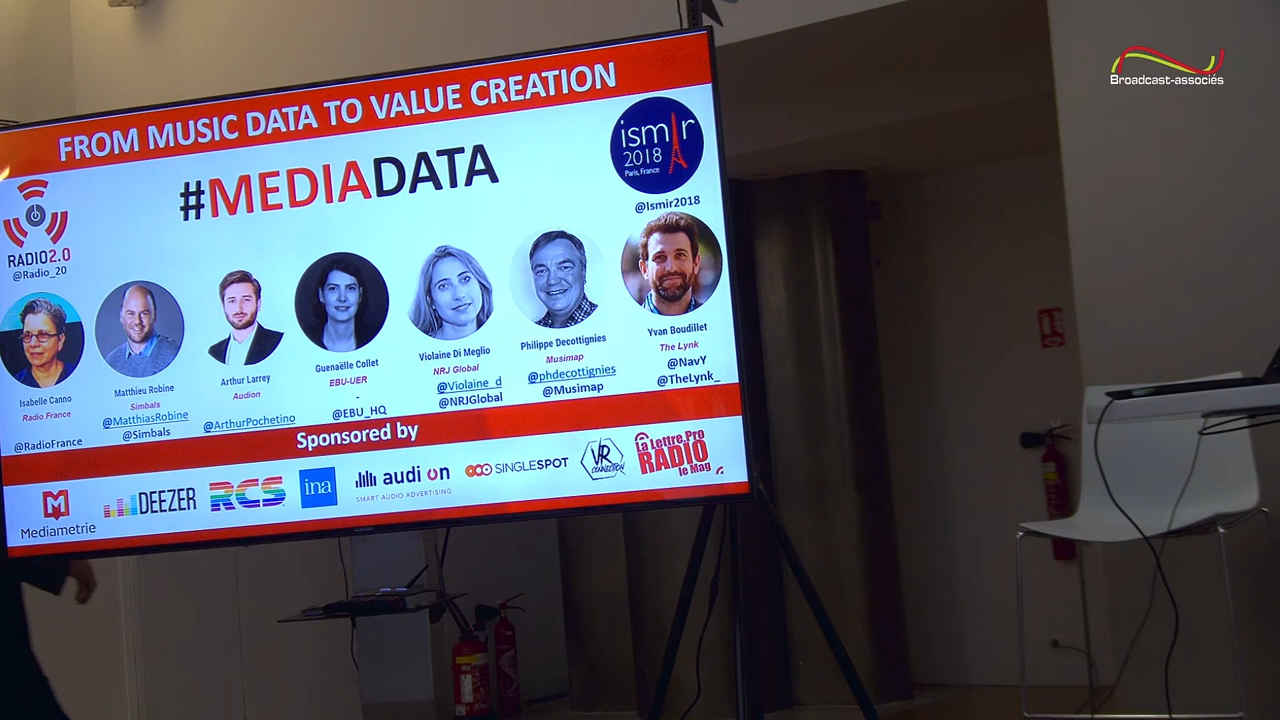 Broadcast-associés
FROM MUSIC DATA TO VALUE CREATION
#MEDIADATA
ismir
2018
Paris, France
@Ismir2018
RADIO2.0
@Radio_20
Isabelle Canno
Radio France
@RadioFrance
Matthieu Robine
Simbals
@MatthiasRobine
@Simbals
Arthur Larrey
Audion
@ArthurPochetino
Guenaëlle Collet
EBU-UER
-
@EBU_HQ
Violaine Di Meglio
NRJ Global
@Violaine_d
@NRJGlobal
Philippe Decottignies
Musimap
@phdecottignies
@Musimap
Yvan Boudillet
The Lynk
@NavY
@TheLynk_
Sponsored by
Mediametrie
DEEZER
RCS
ina
audion
SMART AUDIO ADVERTISING
SINGLESPOT
VR
CONNECTION
La Lettre.Pro
RADIO
le Mag